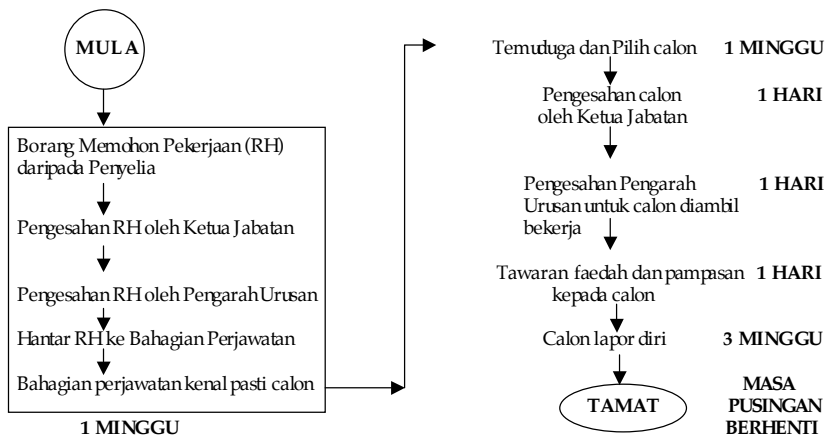 MULA
Borang Memohon Pekerjaan (RH)
daripada Penyelia
Pengesahan RH oleh Ketua Jabatan
Pengesahan RH oleh Pengarah Urusan
Hantar RH ke Bahagian Perjawatan
Bahagian perjawatan kenal pasti calon
1 MINGGU
Temuduga dan Pilih calon 1 MINGGU
Pengesahan calon 1 HARI
oleh Ketua Jabatan
Pengesahan Pengarah 1 HARI
Urusan untuk calon diambil
bekerja
Tawaran faedah dan pampasan 1 HARI
kepada calon
Calon lapor diri 3 MINGGU
TAMAT
MASA
PUSINGAN
BERHENTI